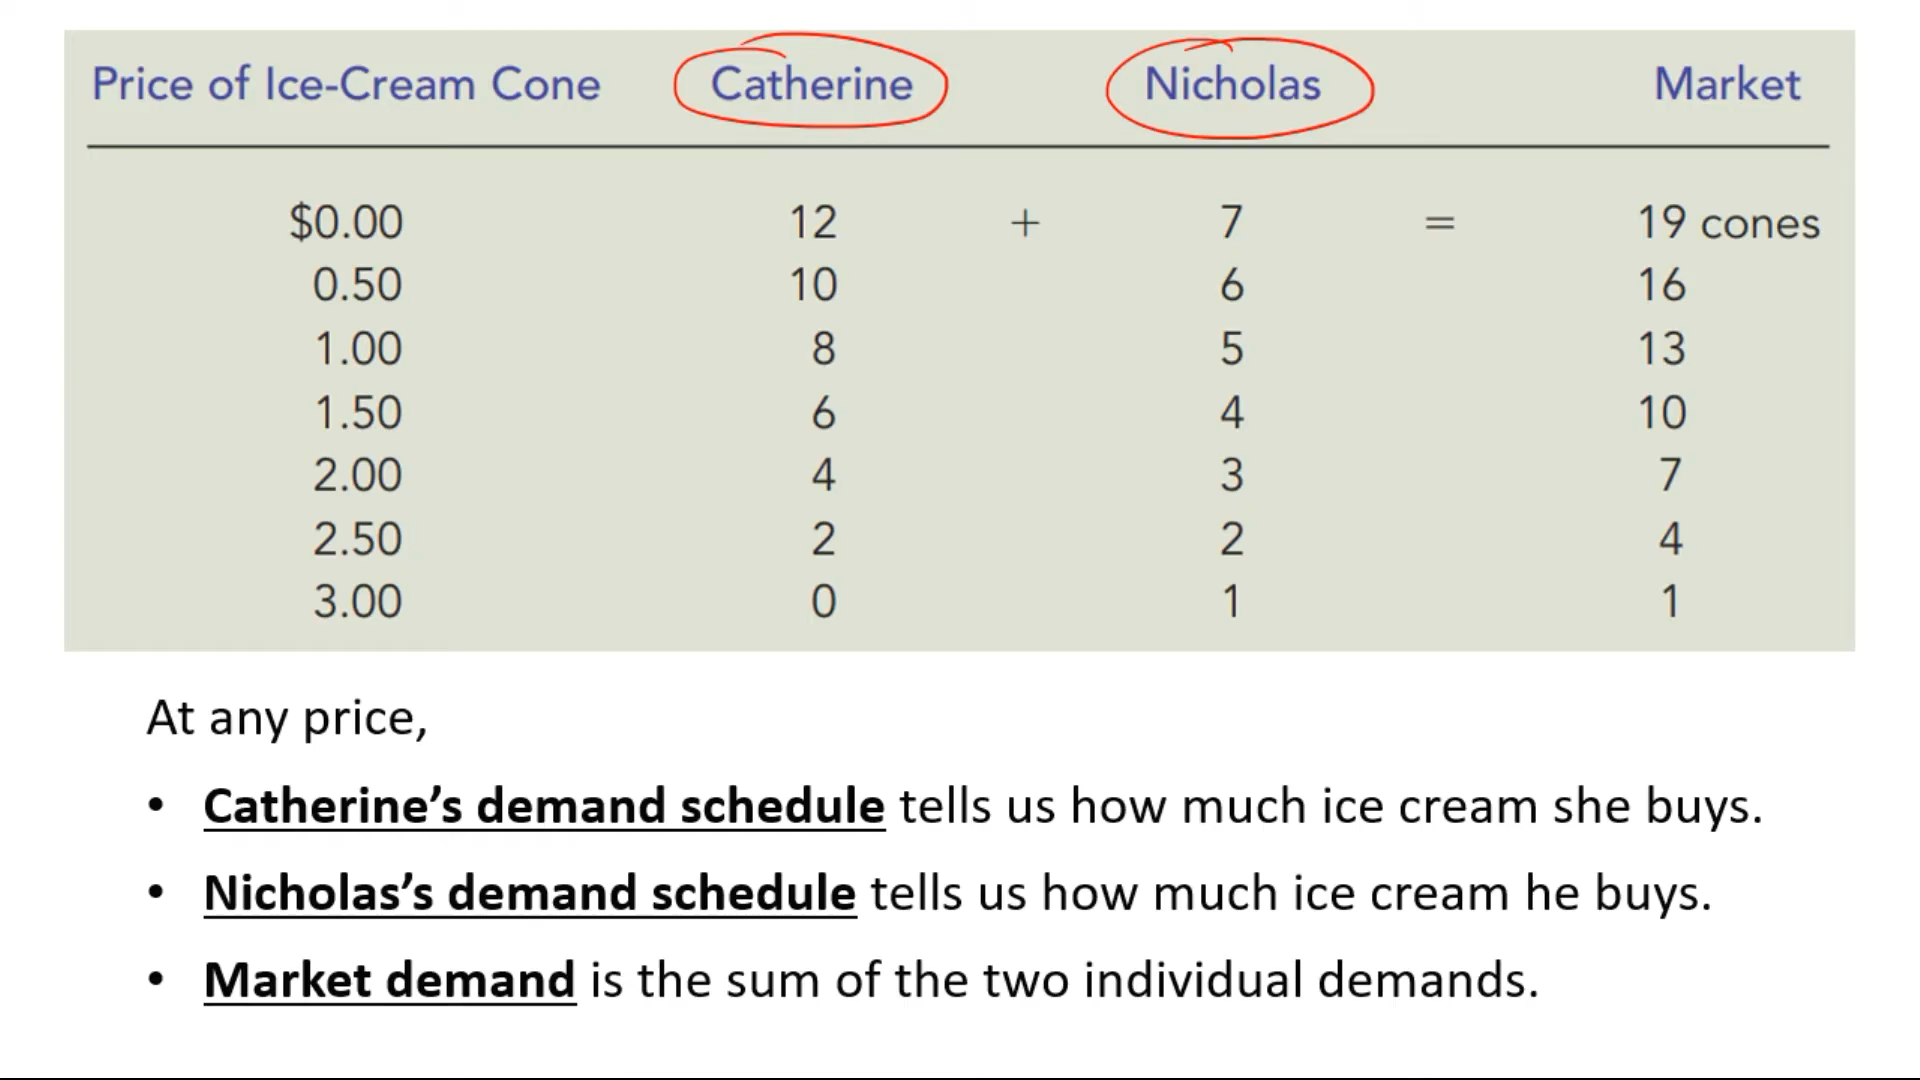 Price of Ice-Cream Cone Catherine Nicholas Market
$0.00 12 + 7 = 19 cones
0.50 10 6 16
1.00 8 5 13
1.50 6 4 10
2.00 4 3 7
2.50 2 2 4
3.00 0 1 1
At any price,
• Catherine’s demand schedule tells us how much ice cream she buys.
• Nicholas’s demand schedule tells us how much ice cream he buys.
• Market demand is the sum of the two individual demands.